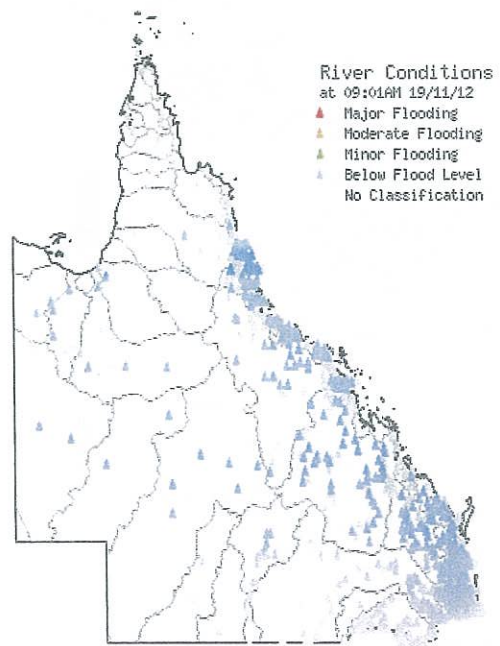 River Conditions
at 09:01AM 19/11/12
Major Flooding
Moderate Flooding
Minor Flooding
Below Flood Level
No Classification